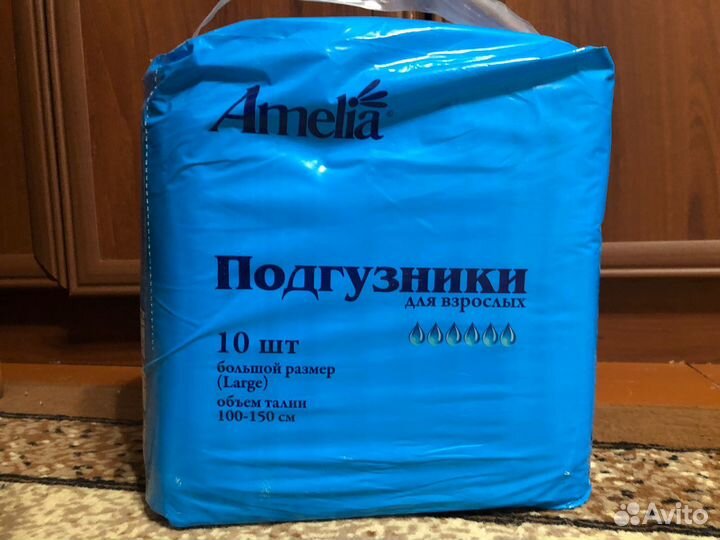 Amelia®
Подгузники
для взрослых
10 шт
большой размер
(Large)
объем талии
100-150 см
Avito